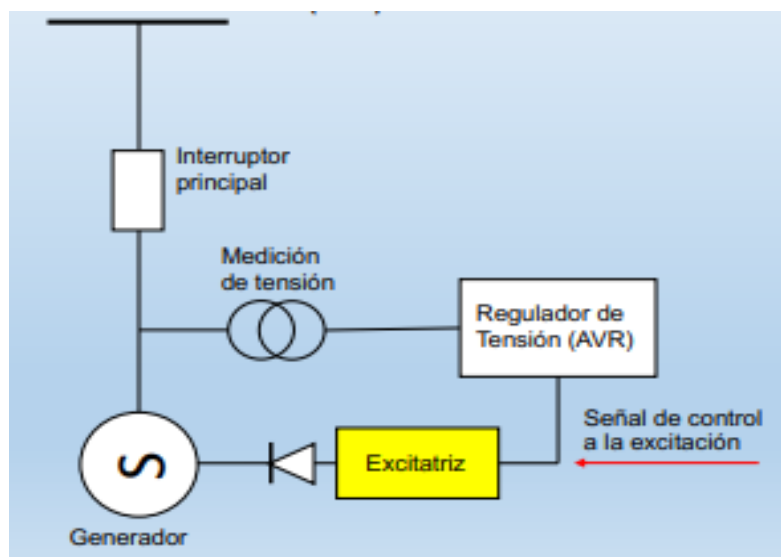 Interruptor
principal
Medición
de tensión
Regulador de
Tensión (AVR)
Señal de control
a la excitación
Excitatriz
Generador